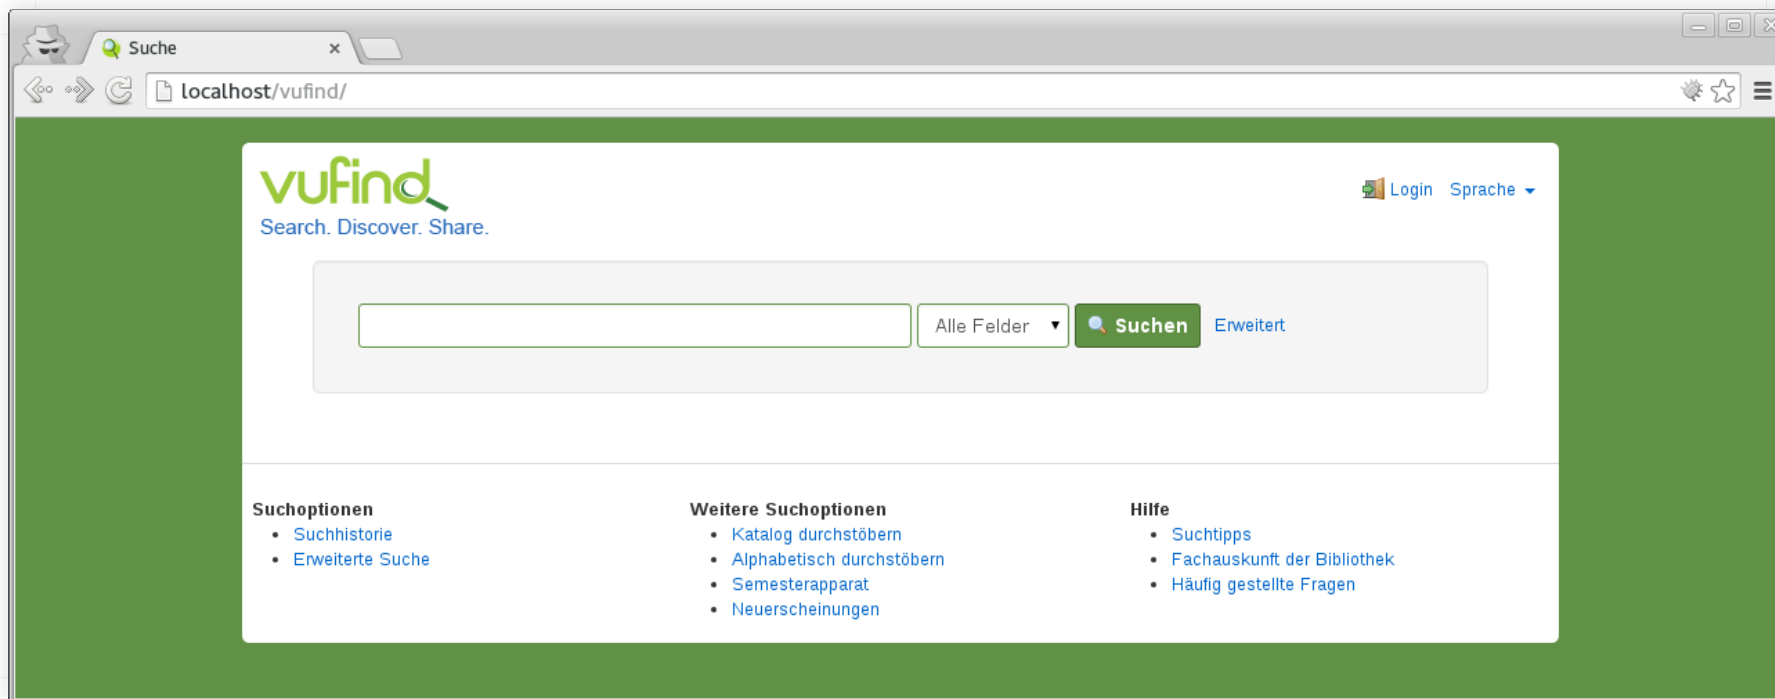 Suche
localhost/vufind/
vufind
Login Sprache
Search. Discover. Share.
Alle Felder Suchen Erweitert
Suchoptionen
Suchhistorie
Erweiterte Suche
Weitere Suchoptionen
Katalog durchstöbern
Alphabetisch durchstöbern
Semesterapparat
Neuerscheinungen
Hilfe
Suchtipps
Fachauskunft der Bibliothek
Häufig gestellte Fragen